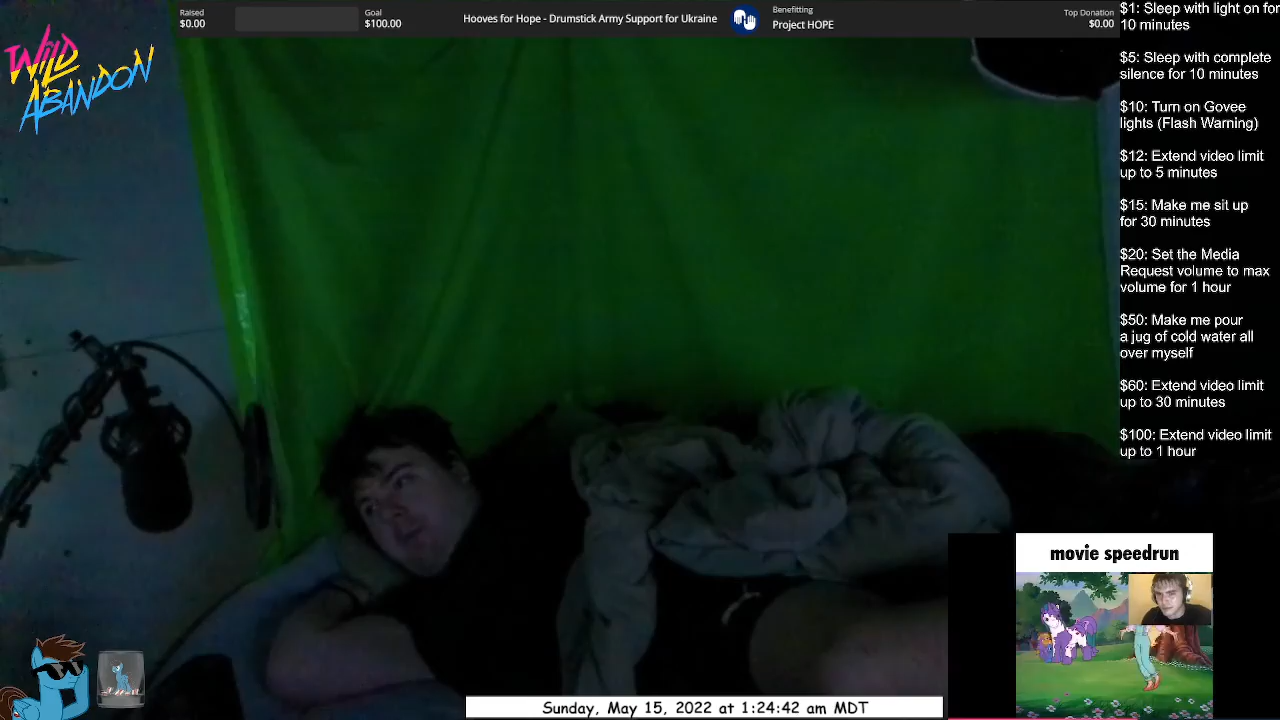 Raised
$0.00
Goal
$100.00
Hooves for Hope - Drumstick Army Support for Ukraine
Benefitting
Project HOPE
Top Donation
$0.00
WILD
ABANDON
$1: Sleep with light on for
10 minutes
$5: Sleep with complete
silence for 10 minutes
$10: Turn on Govee
lights (Flash Warning)
$12: Extend video limit
up to 5 minutes
$15: Make me sit up
for 30 minutes
$20: Set the Media
Request volume to max
volume for 1 hour
$50: Make me pour
a jug of cold water all
over myself
$60: Extend video limit
up to 30 minutes
$100: Extend video limit
up to 1 hour
movie speedrun
Sunday, May 15, 2022 at 1:24:42 am MDT